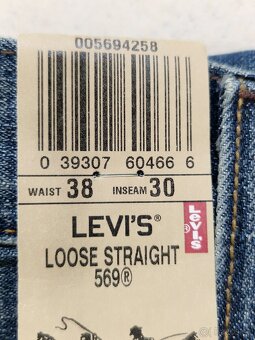 005694258
0 39307 60466 6
WAIST 38 INSEAM 30
LEVI'S®
Levi's
®
LOOSE STRAIGHT
569®